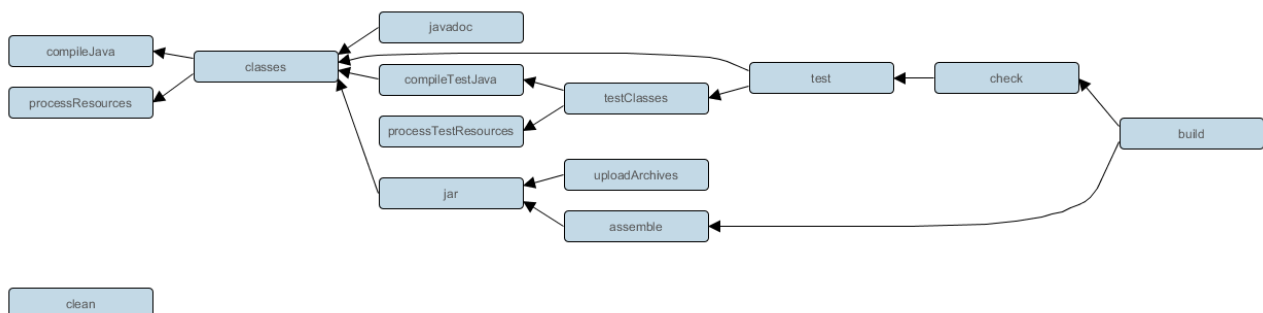 javadoc
compileJava
classes
compileTestJava
test
check
processResources
testClasses
processTestResources
build
uploadArchives
jar
assemble
clean